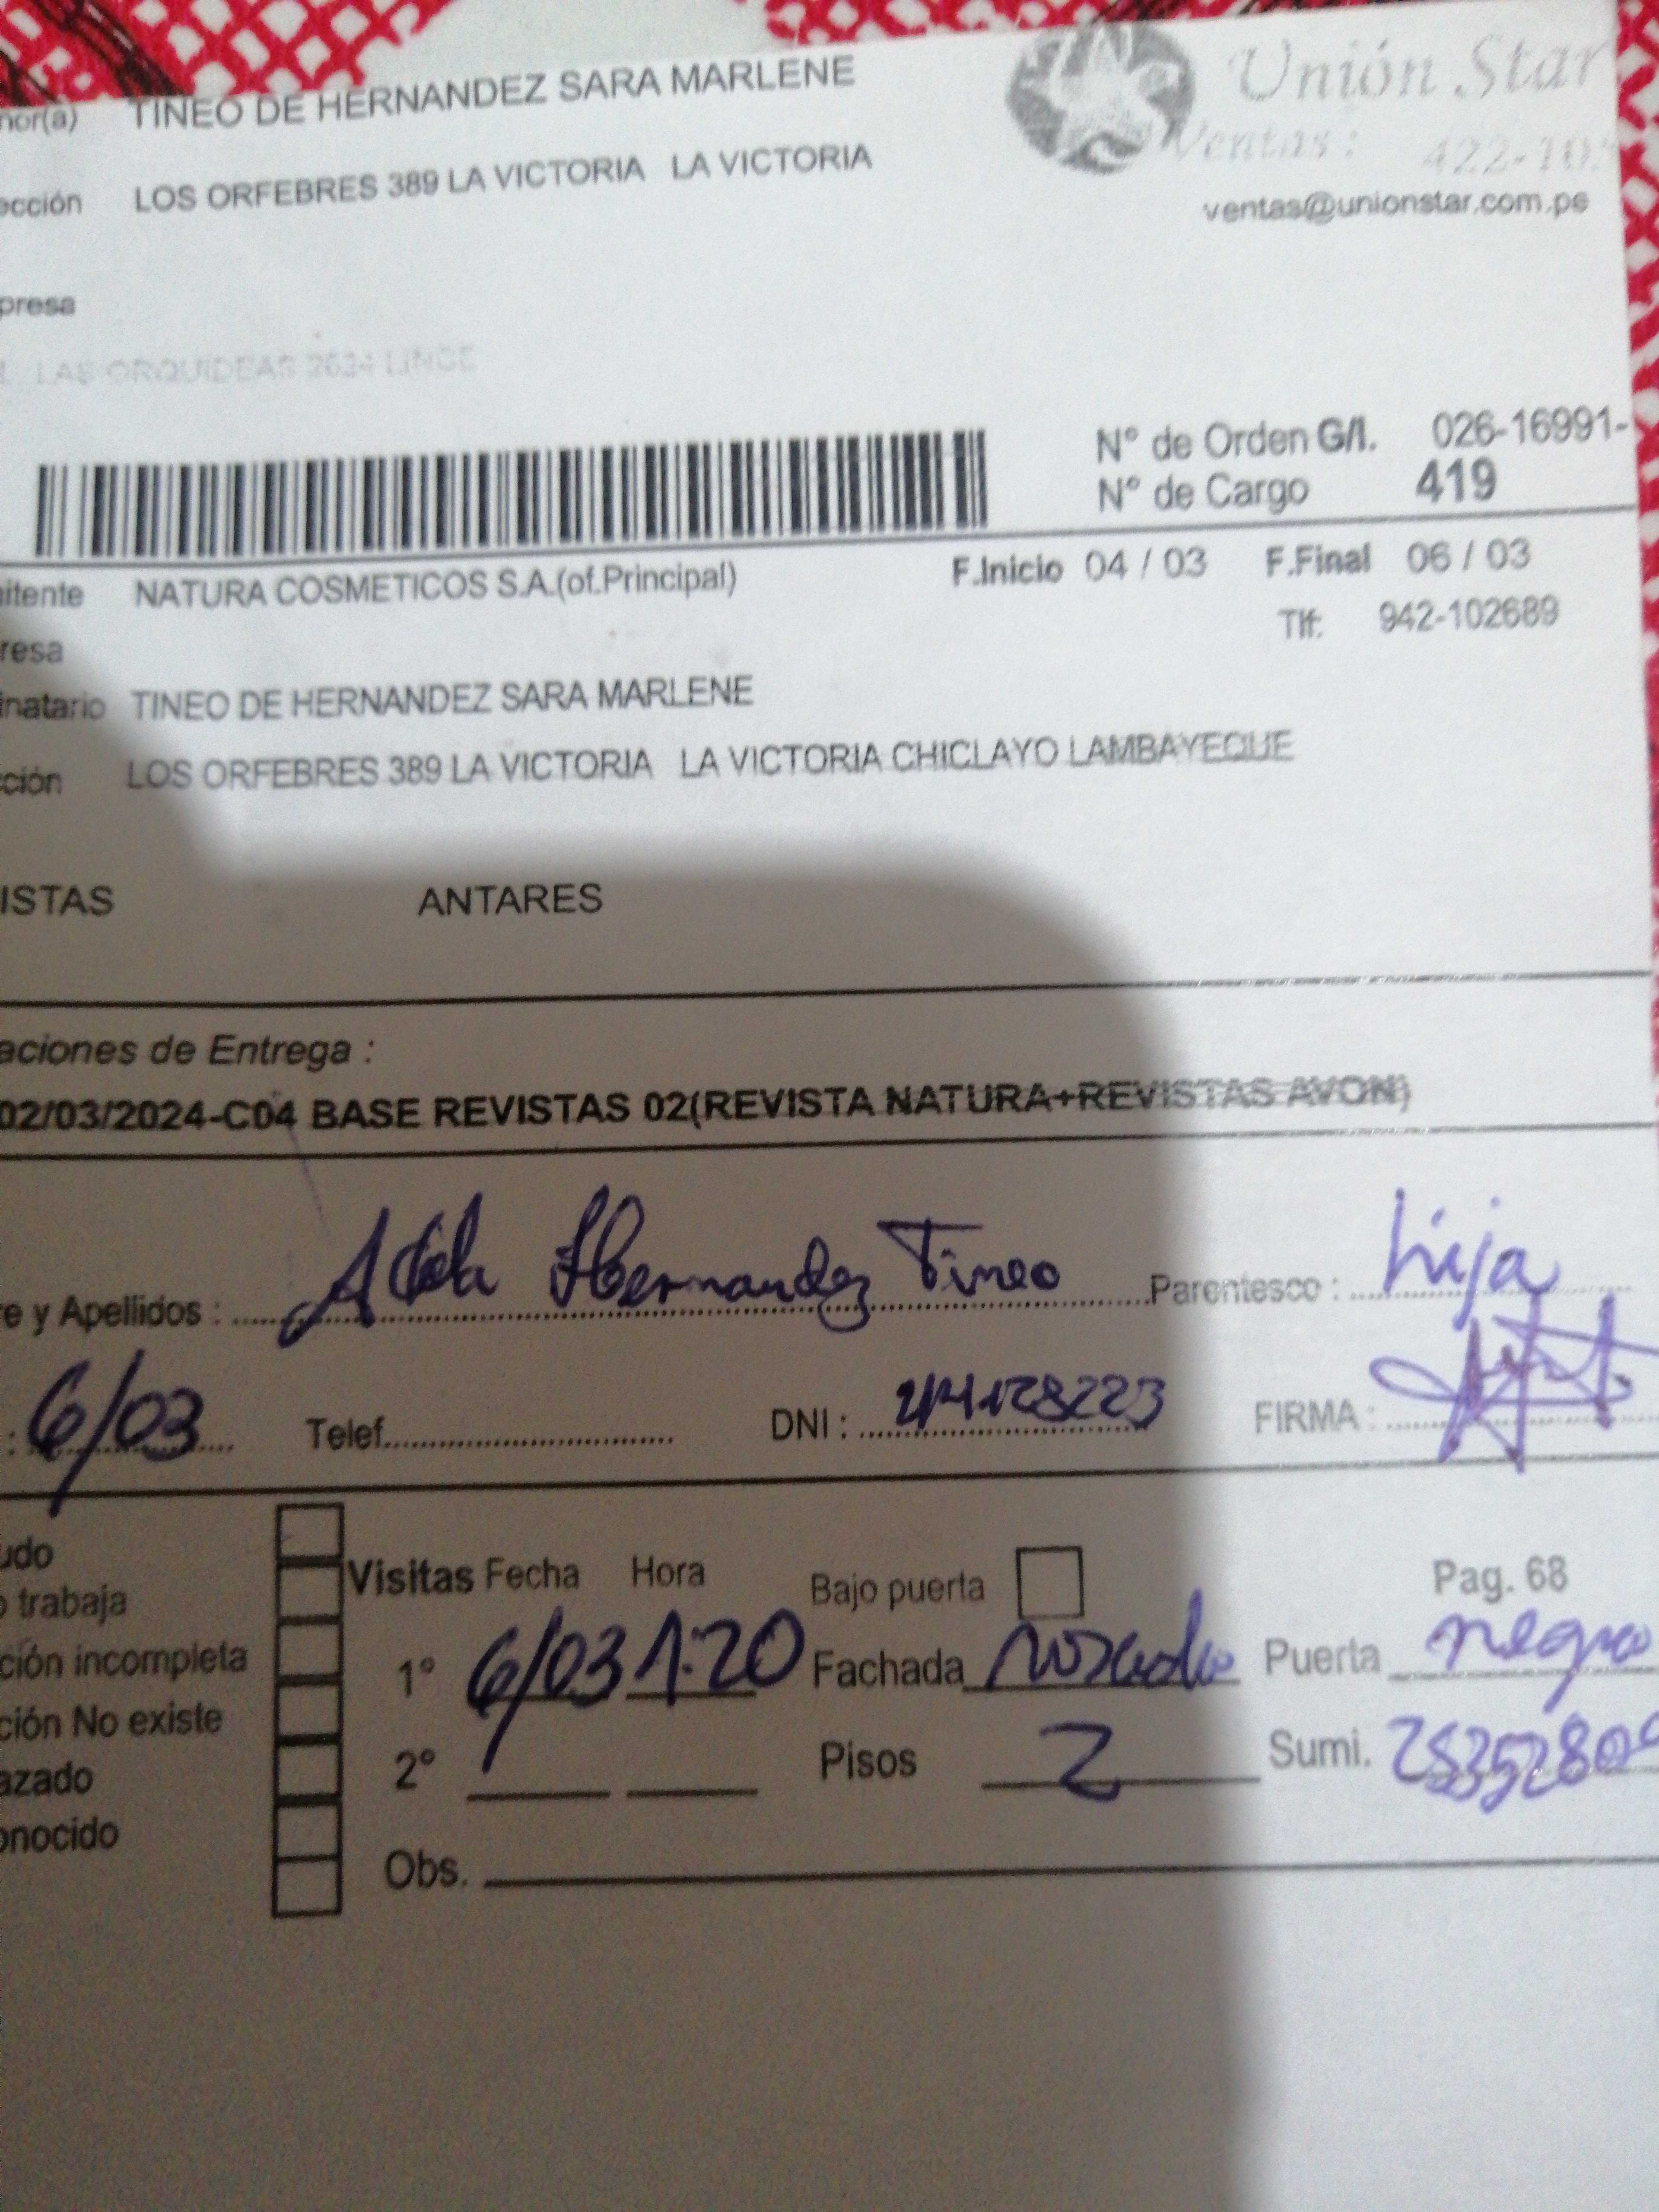 nor(a) TINEO DE HERNANDEZ SARA MARLENE
Unión Star
Ventas: 422-10
ección LOS ORFEBRES 389 LA VICTORIA LA VICTORIA
ventas@unionstar.com.pe
presa
LAS ORQUIDEAS 2624 LINCE
N° de Orden G/I. 026-16991-
N° de Cargo 419
nitente NATURA COSMETICOS S.A.(of.Principal) F.Inicio 04 / 03 F.Final 06 / 03
Tlf: 942-102689
resa
inatario TINEO DE HERNANDEZ SARA MARLENE
cción LOS ORFEBRES 389 LA VICTORIA LA VICTORIA CHICLAYO LAMBAYEQUE
ISTAS ANTARES
aciones de Entrega :
02/03/2024-C04 BASE REVISTAS 02(REVISTA NATURA+REVISTAS AVON)
e y Apellidos : Hernandez Tineo Parentesco : hija
: 6/03 Telef. DNI : FIRMA :
udo
Visitas Fecha Hora Bajo puerta Pag. 68
o trabaja
ción incompleta 1° 6/03 1:20 Fachada rosado Puerta negro
ción No existe
azado 2° Pisos 2 Sumi.
onocido
Obs.